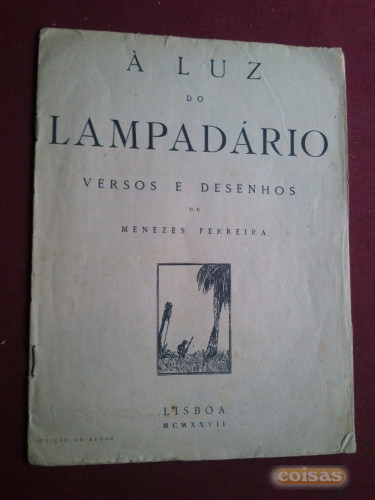 À LUZ
DO
LAMPADÁRIO
VERSOS E DESENHOS
DE
MENEZES FERREIRA
LISBOA
MCMXXVII
EDIÇÃO DO AUTOR
coisas